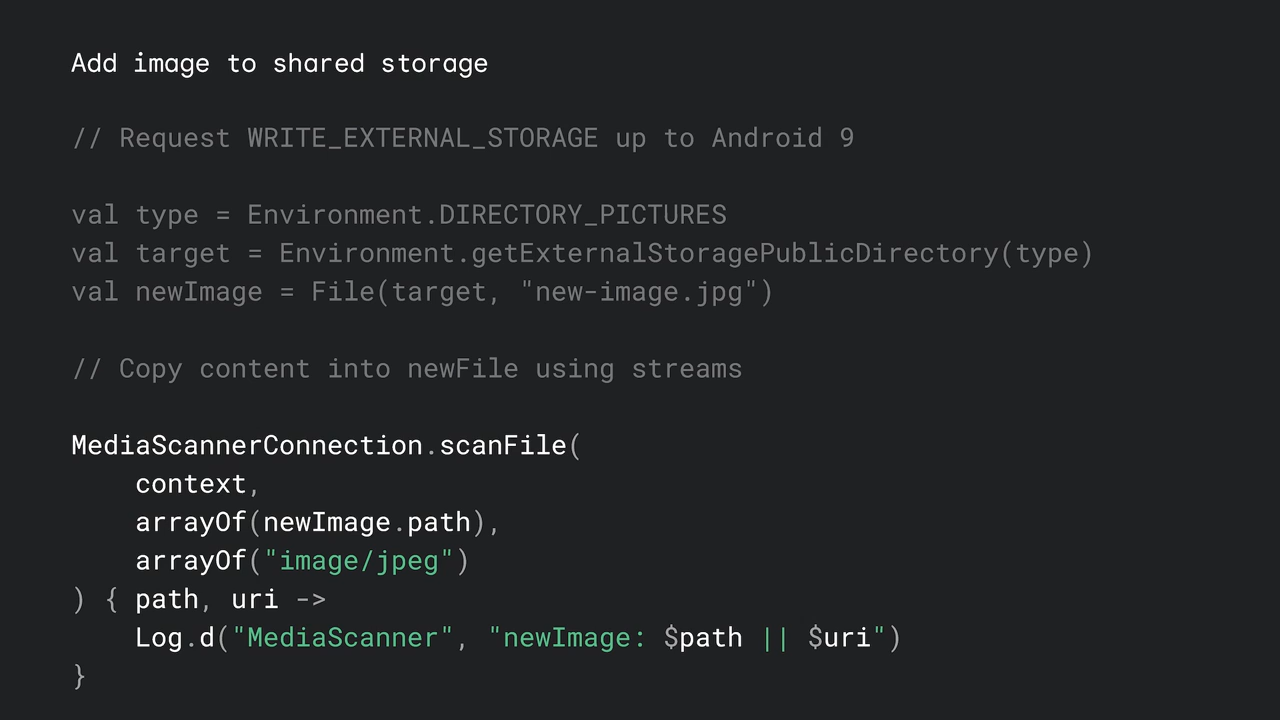 Add image to shared storage
// Request WRITE_EXTERNAL_STORAGE up to Android 9
val type = Environment.DIRECTORY_PICTURES
val target = Environment.getExternalStoragePublicDirectory(type)
val newImage = File(target, "new-image.jpg")
// Copy content into newFile using streams
MediaScannerConnection.scanFile(
    context,
    arrayOf(newImage.path),
    arrayOf("image/jpeg")
) { path, uri ->
    Log.d("MediaScanner", "newImage: $path || $uri")
}